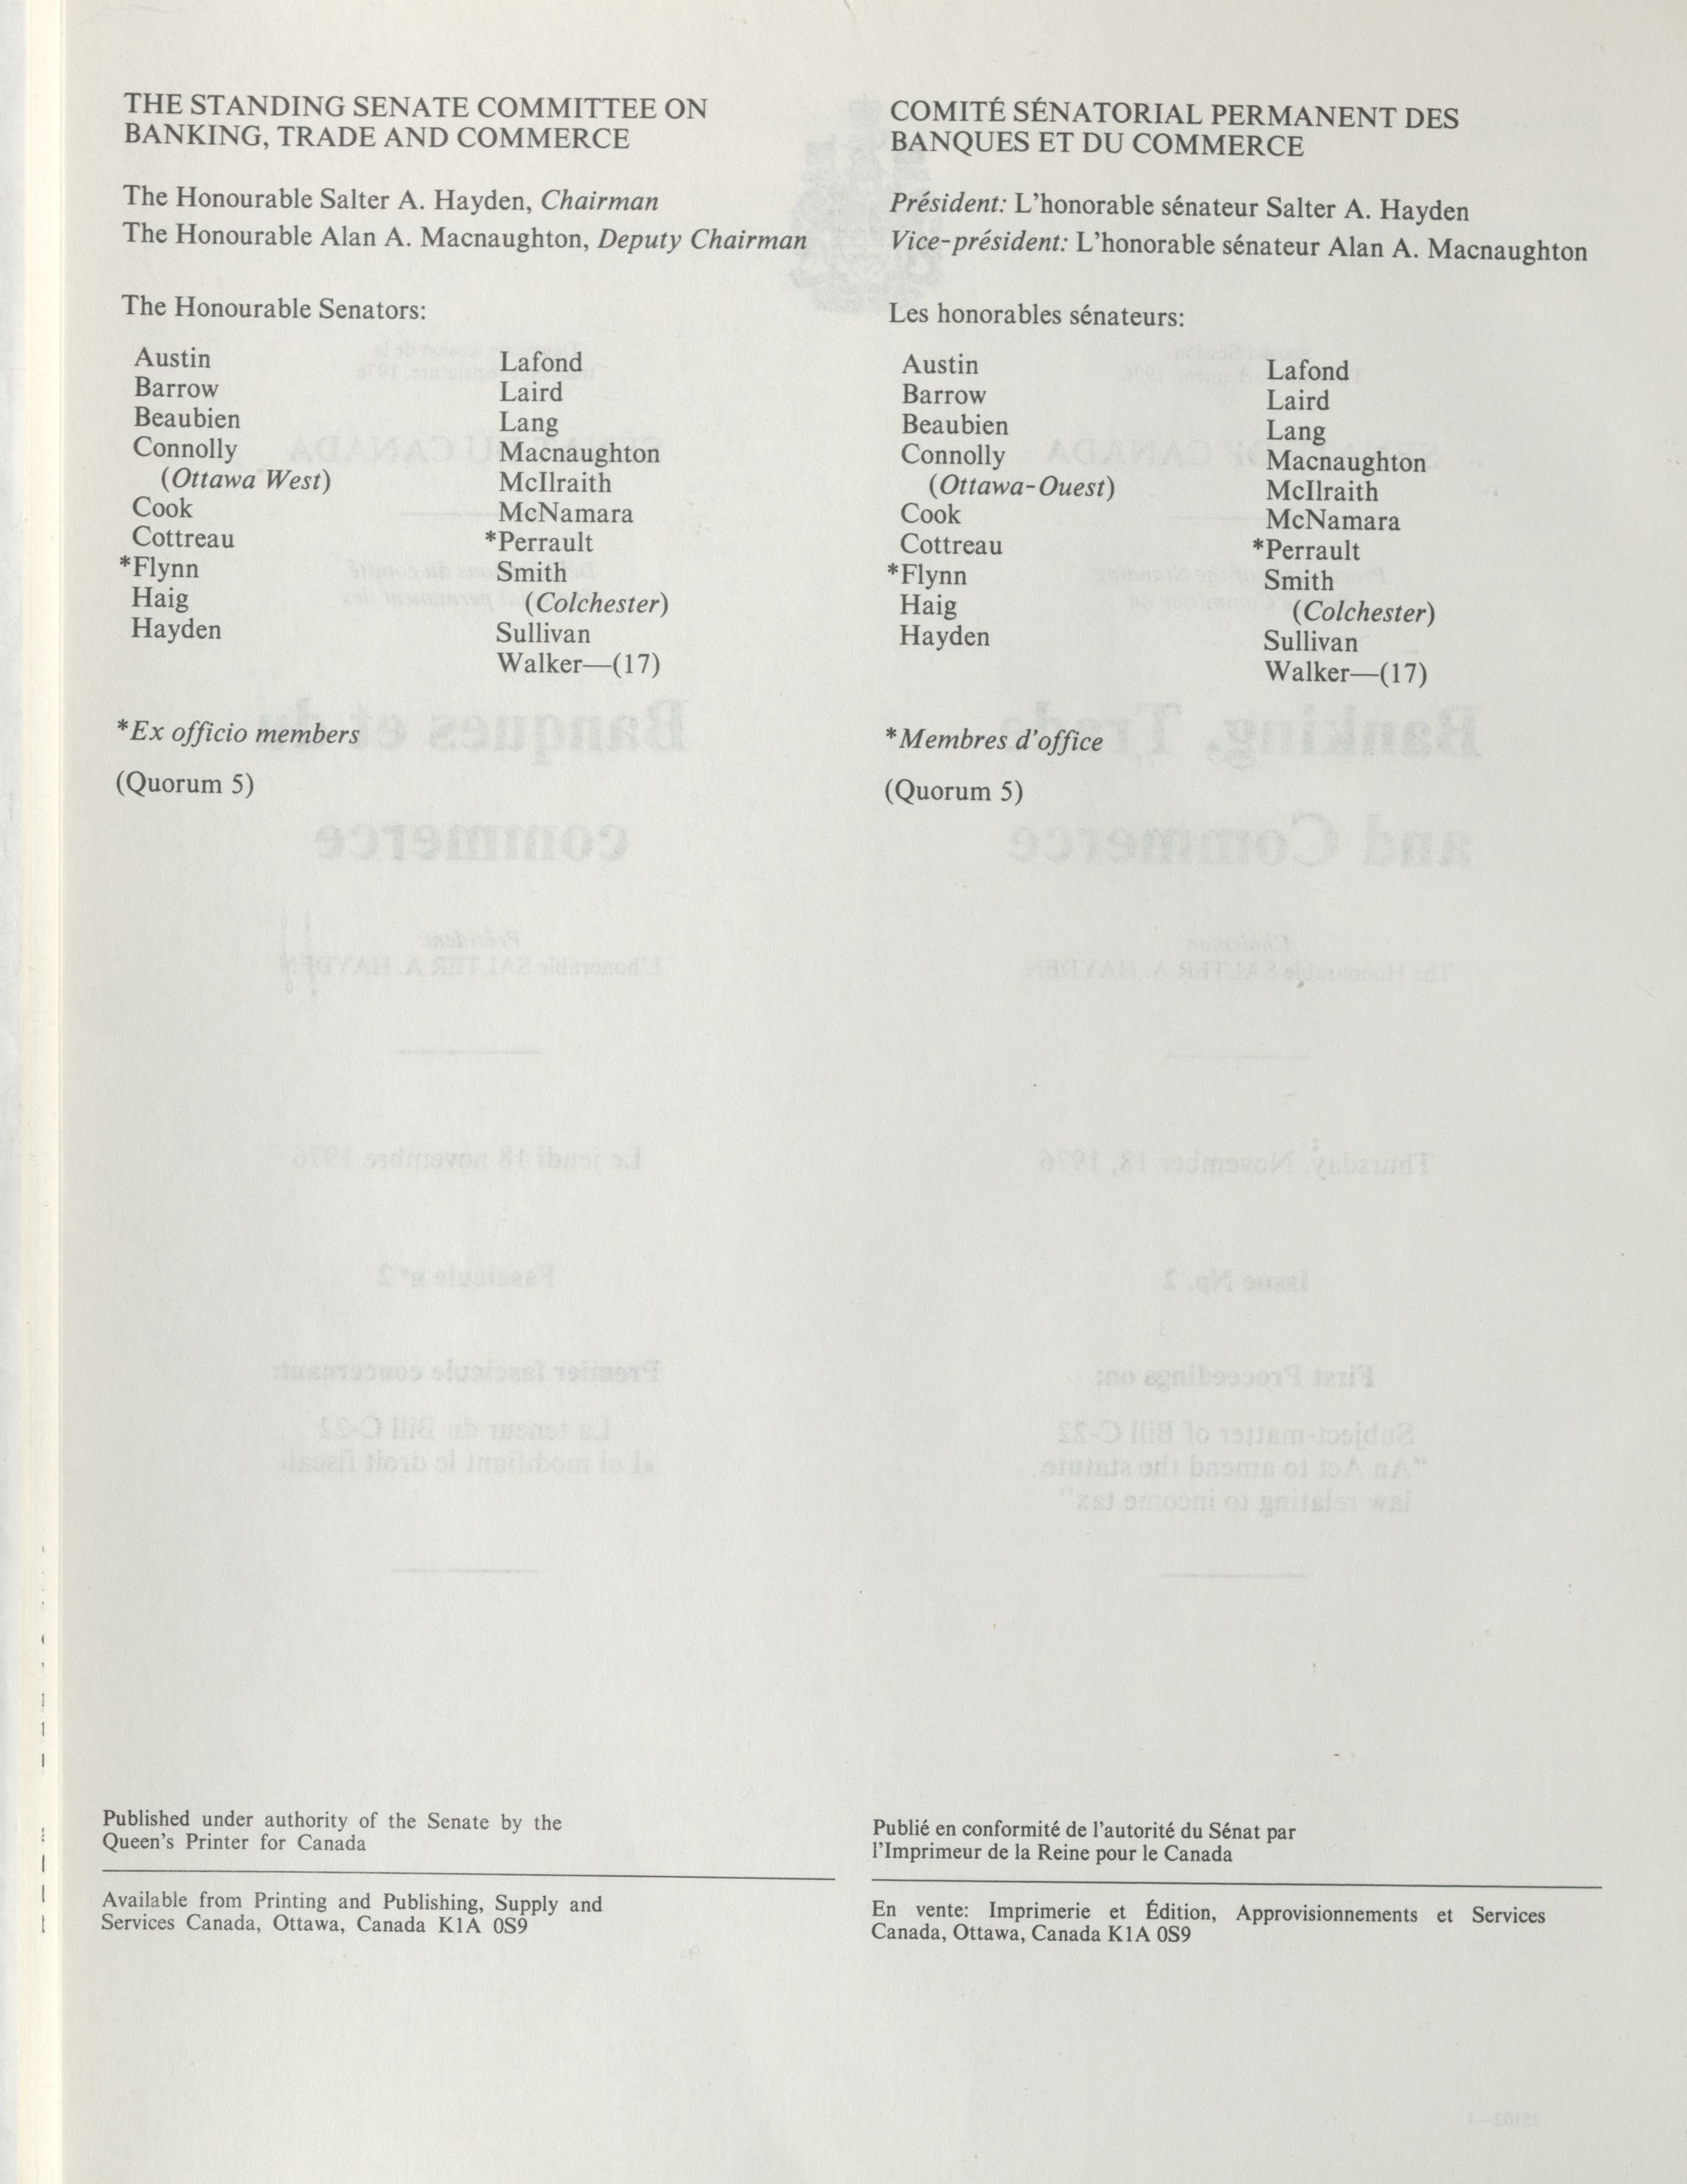 THE STANDING SENATE COMMITTEE ON
BANKING, TRADE AND COMMERCE
The Honourable Salter A. Hayden, Chairman
The Honourable Alan A. Macnaughton, Deputy Chairman
The Honourable Senators:
Austin
Barrow
Beaubien
Connolly
(Ottawa West)
Cook
Cottreau
*Flynn
Haig
Hayden
Lafond
Laird
Lang
Macnaughton
McIlraith
McNamara
*Perrault
Smith
(Colchester)
Sullivan
Walker—(17)
*Ex officio members
(Quorum 5)
Published under authority of the Senate by the
Queen's Printer for Canada
Available from Printing and Publishing, Supply and
Services Canada, Ottawa, Canada K1A 0S9
COMITÉ SÉNATORIAL PERMANENT DES
BANQUES ET DU COMMERCE
Président: L'honorable sénateur Salter A. Hayden
Vice-président: L'honorable sénateur Alan A. Macnaughton
Les honorables sénateurs:
Austin
Barrow
Beaubien
Connolly
(Ottawa-Ouest)
Cook
Cottreau
*Flynn
Haig
Hayden
Lafond
Laird
Lang
Macnaughton
McIlraith
McNamara
*Perrault
Smith
(Colchester)
Sullivan
Walker—(17)
*Membres d'office
(Quorum 5)
Publié en conformité de l'autorité du Sénat par
l'Imprimeur de la Reine pour le Canada
En vente: Imprimerie et Édition, Approvisionnements et Services
Canada, Ottawa, Canada K1A 0S9